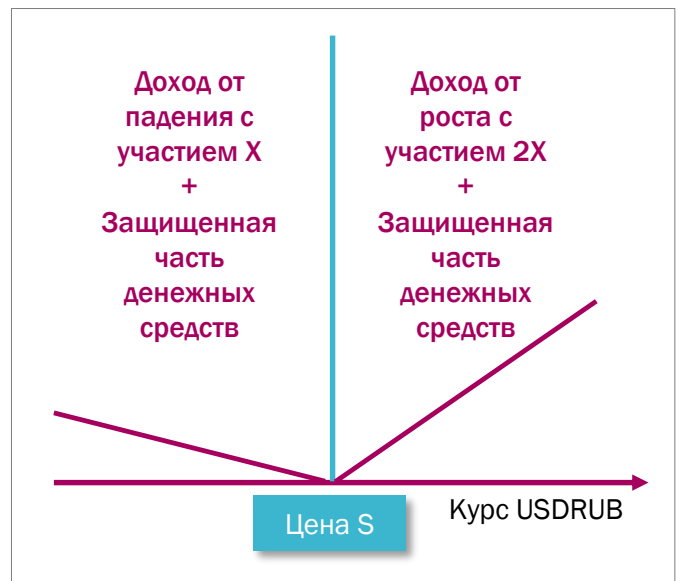 Доход от
падения с
участием X
+
Защищенная
часть
денежных
средств
Доход от
роста с
участием 2X
+
Защищенная
часть
денежных
средств
Цена S
Курс USDRUB